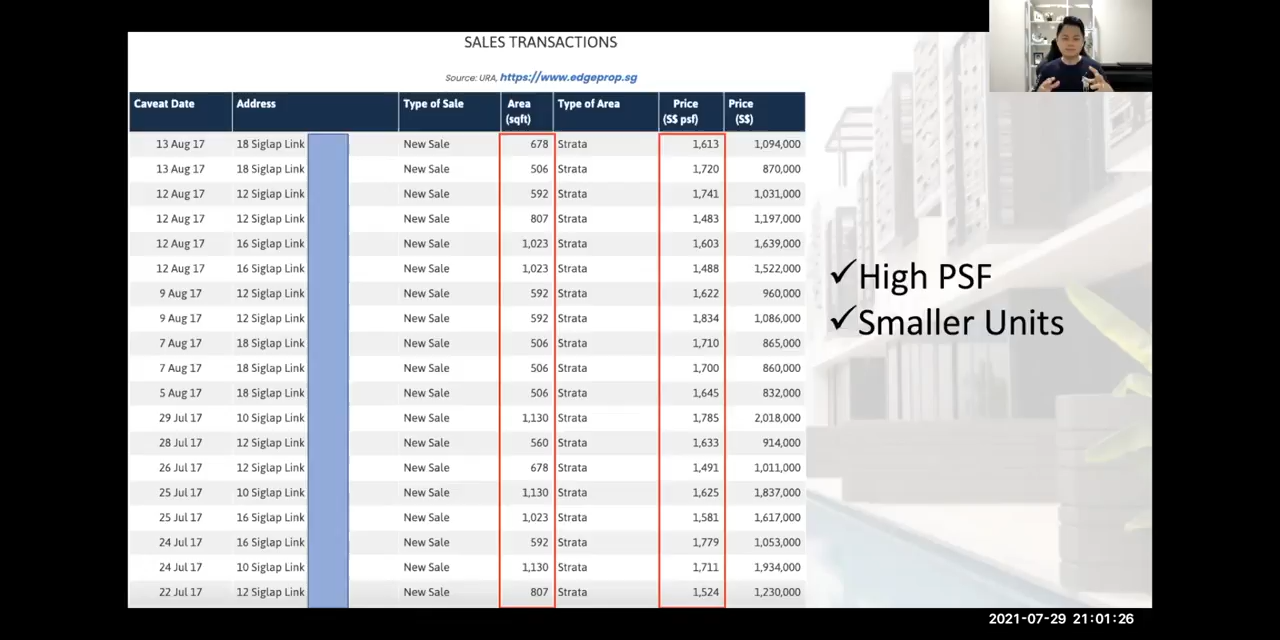 SALES TRANSACTIONS
Source: URA, https://www.edgeprop.sg
Caveat Date Address Type of Sale Area (sqft) Type of Area Price (S$ psf) Price (S$)
13 Aug 17 18 Siglap Link New Sale 678 Strata 1,613 1,094,000
13 Aug 17 18 Siglap Link New Sale 506 Strata 1,720 870,000
12 Aug 17 12 Siglap Link New Sale 592 Strata 1,741 1,031,000
12 Aug 17 12 Siglap Link New Sale 807 Strata 1,483 1,197,000
12 Aug 17 16 Siglap Link New Sale 1,023 Strata 1,603 1,639,000
12 Aug 17 16 Siglap Link New Sale 1,023 Strata 1,488 1,522,000
9 Aug 17 12 Siglap Link New Sale 592 Strata 1,622 960,000
9 Aug 17 12 Siglap Link New Sale 592 Strata 1,834 1,086,000
7 Aug 17 18 Siglap Link New Sale 506 Strata 1,710 865,000
7 Aug 17 18 Siglap Link New Sale 506 Strata 1,700 860,000
5 Aug 17 18 Siglap Link New Sale 506 Strata 1,645 832,000
29 Jul 17 10 Siglap Link New Sale 1,130 Strata 1,785 2,018,000
28 Jul 17 12 Siglap Link New Sale 560 Strata 1,633 914,000
26 Jul 17 12 Siglap Link New Sale 678 Strata 1,491 1,011,000
25 Jul 17 10 Siglap Link New Sale 1,130 Strata 1,625 1,837,000
25 Jul 17 16 Siglap Link New Sale 1,023 Strata 1,581 1,617,000
24 Jul 17 16 Siglap Link New Sale 592 Strata 1,779 1,053,000
24 Jul 17 10 Siglap Link New Sale 1,130 Strata 1,711 1,934,000
22 Jul 17 12 Siglap Link New Sale 807 Strata 1,524 1,230,000
✓High PSF
✓Smaller Units
2021-07-29 21:01:26